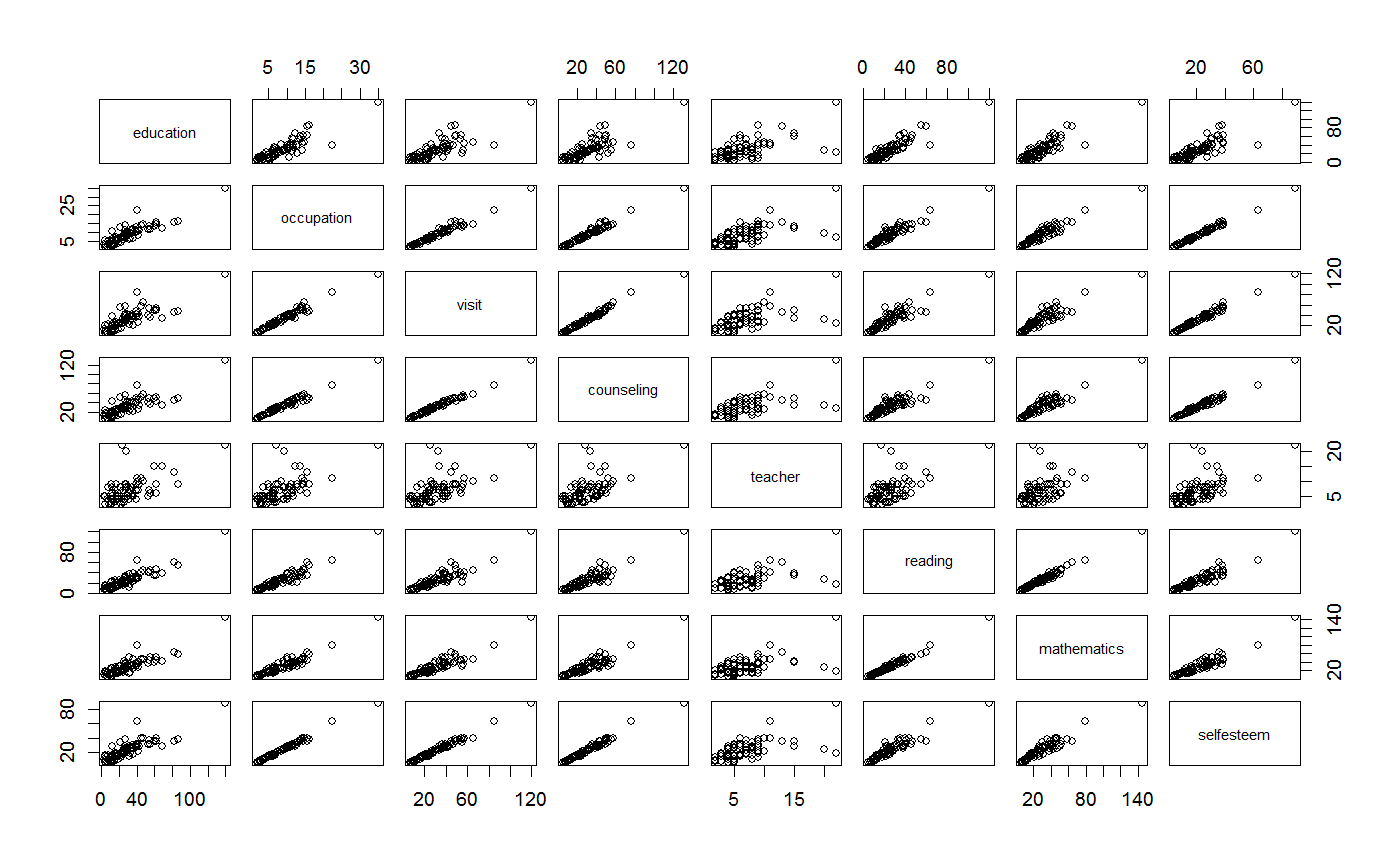 5 15 30 20 60 120 0 40 80 20 60
education 0 80
5 25 occupation
visit 20 120
20 120 counseling
teacher 5 20
0 80 reading
mathematics 20 140
20 80 selfesteem
0 40 100 20 60 120 5 15 20 80 140